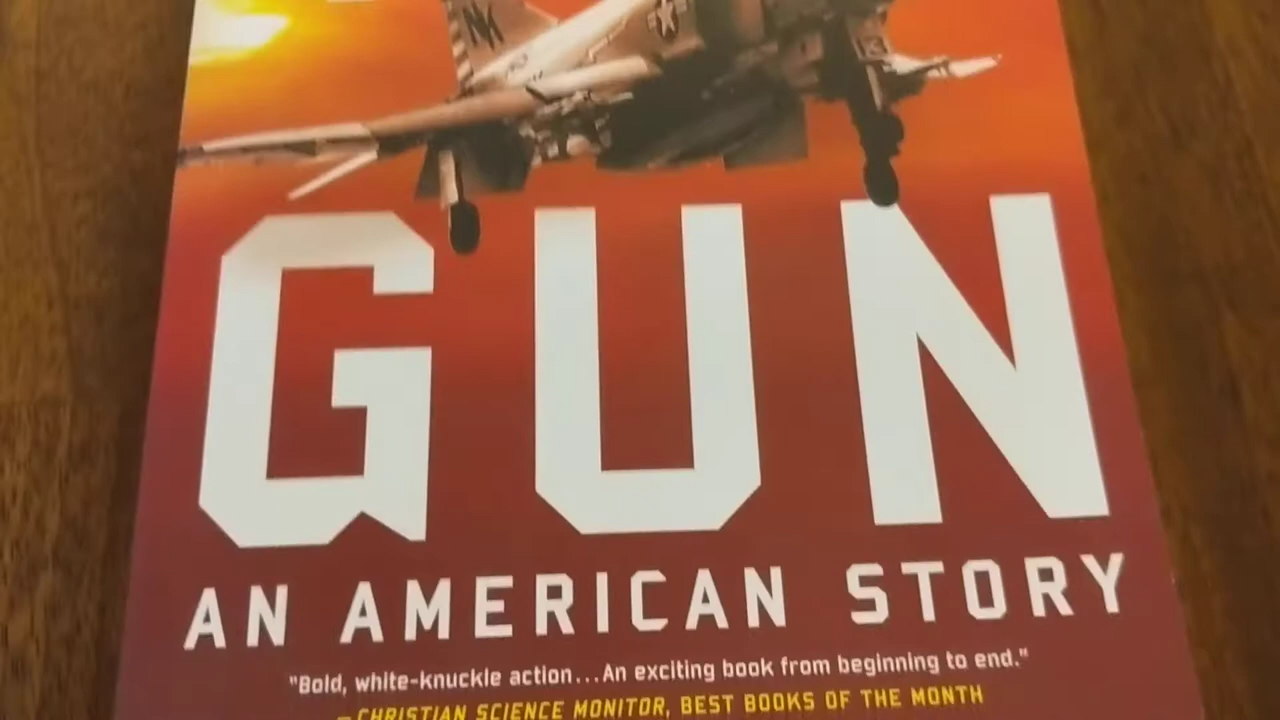 NK
GUN
AN AMERICAN STORY
"Bold, white-knuckle action...An exciting book from beginning to end."
—CHRISTIAN SCIENCE MONITOR, BEST BOOKS OF THE MONTH